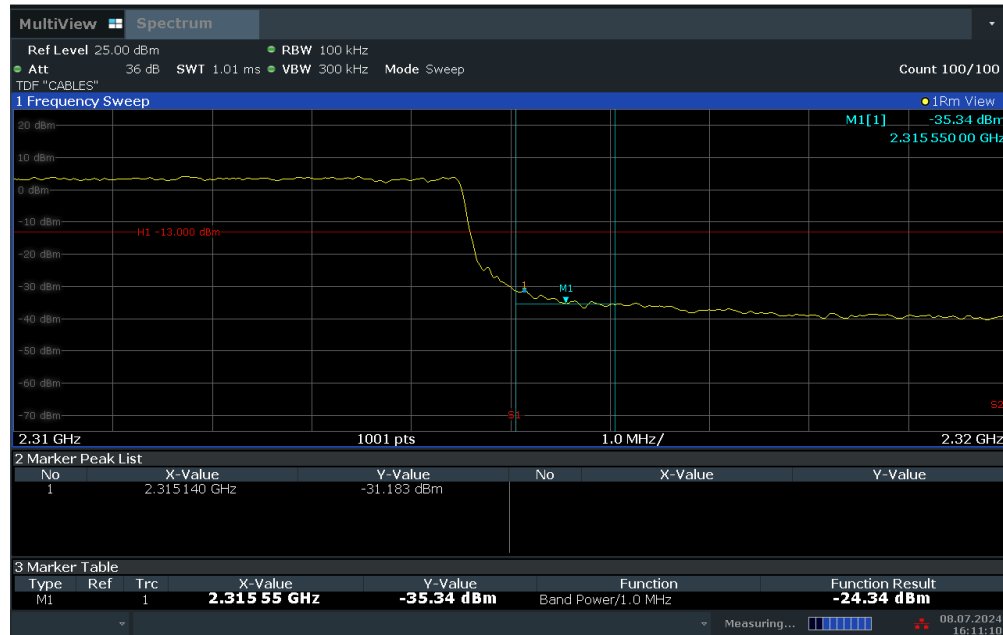 MultiView Spectrum
Ref Level 25.00 dBm RBW 100 kHz
Att 36 dB SWT 1.01 ms VBW 300 kHz Mode Sweep Count 100/100
TDF "CABLES"
1 Frequency Sweep 1Rm View
M1[1] -35.34 dBm
2.315 550 00 GHz
20 dBm
10 dBm
0 dBm
-10 dBm
H1 -13.000 dBm
-20 dBm
-30 dBm
1
M1
-40 dBm
-50 dBm
-60 dBm
-70 dBm
S1
S2
2.31 GHz 1001 pts 1.0 MHz/ 2.32 GHz
2 Marker Peak List
No X-Value Y-Value No X-Value Y-Value
1 2.315140 GHz -31.183 dBm
3 Marker Table
Type Ref Trc X-Value Y-Value Function Function Result
M1 1 2.315 55 GHz -35.34 dBm Band Power/1.0 MHz -24.34 dBm
Measuring... 08.07.2024
16:11:10